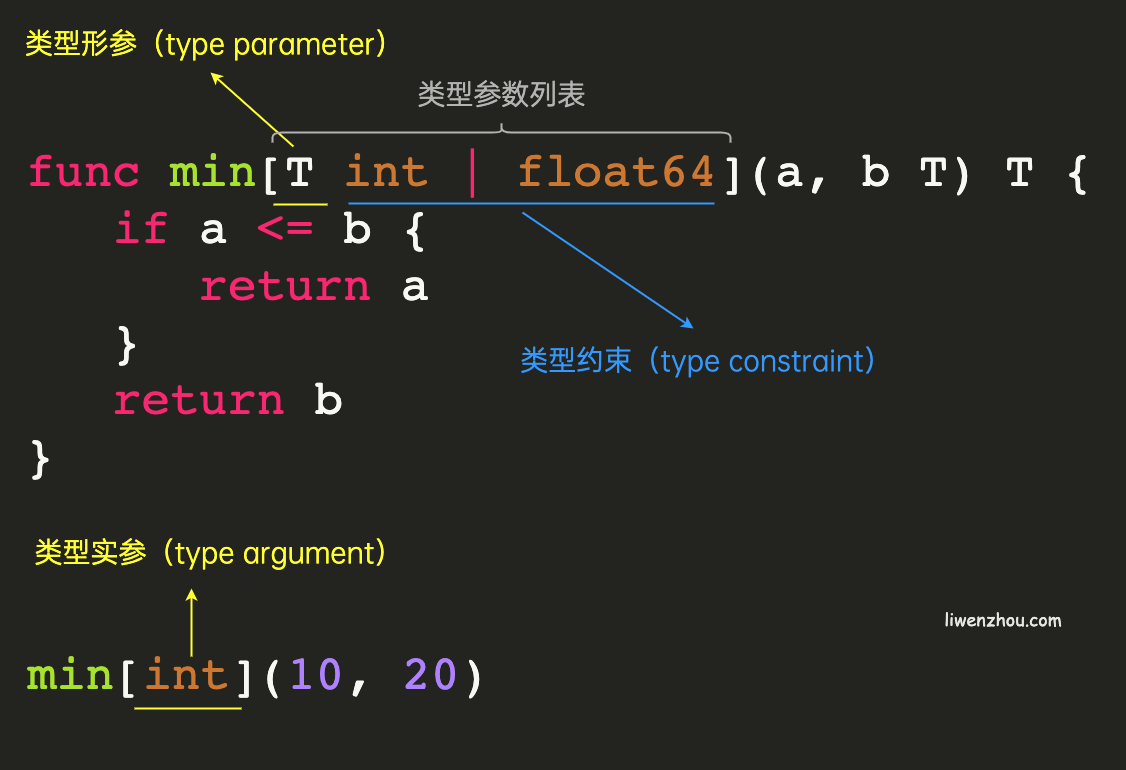 类型形参（type parameter）
类型参数列表
func min[T int | float64](a, b T) T {
    if a <= b {
        return a
    }
类型约束（type constraint）
    return b
}
类型实参（type argument）
liwenzhou.com
min[int](10, 20)